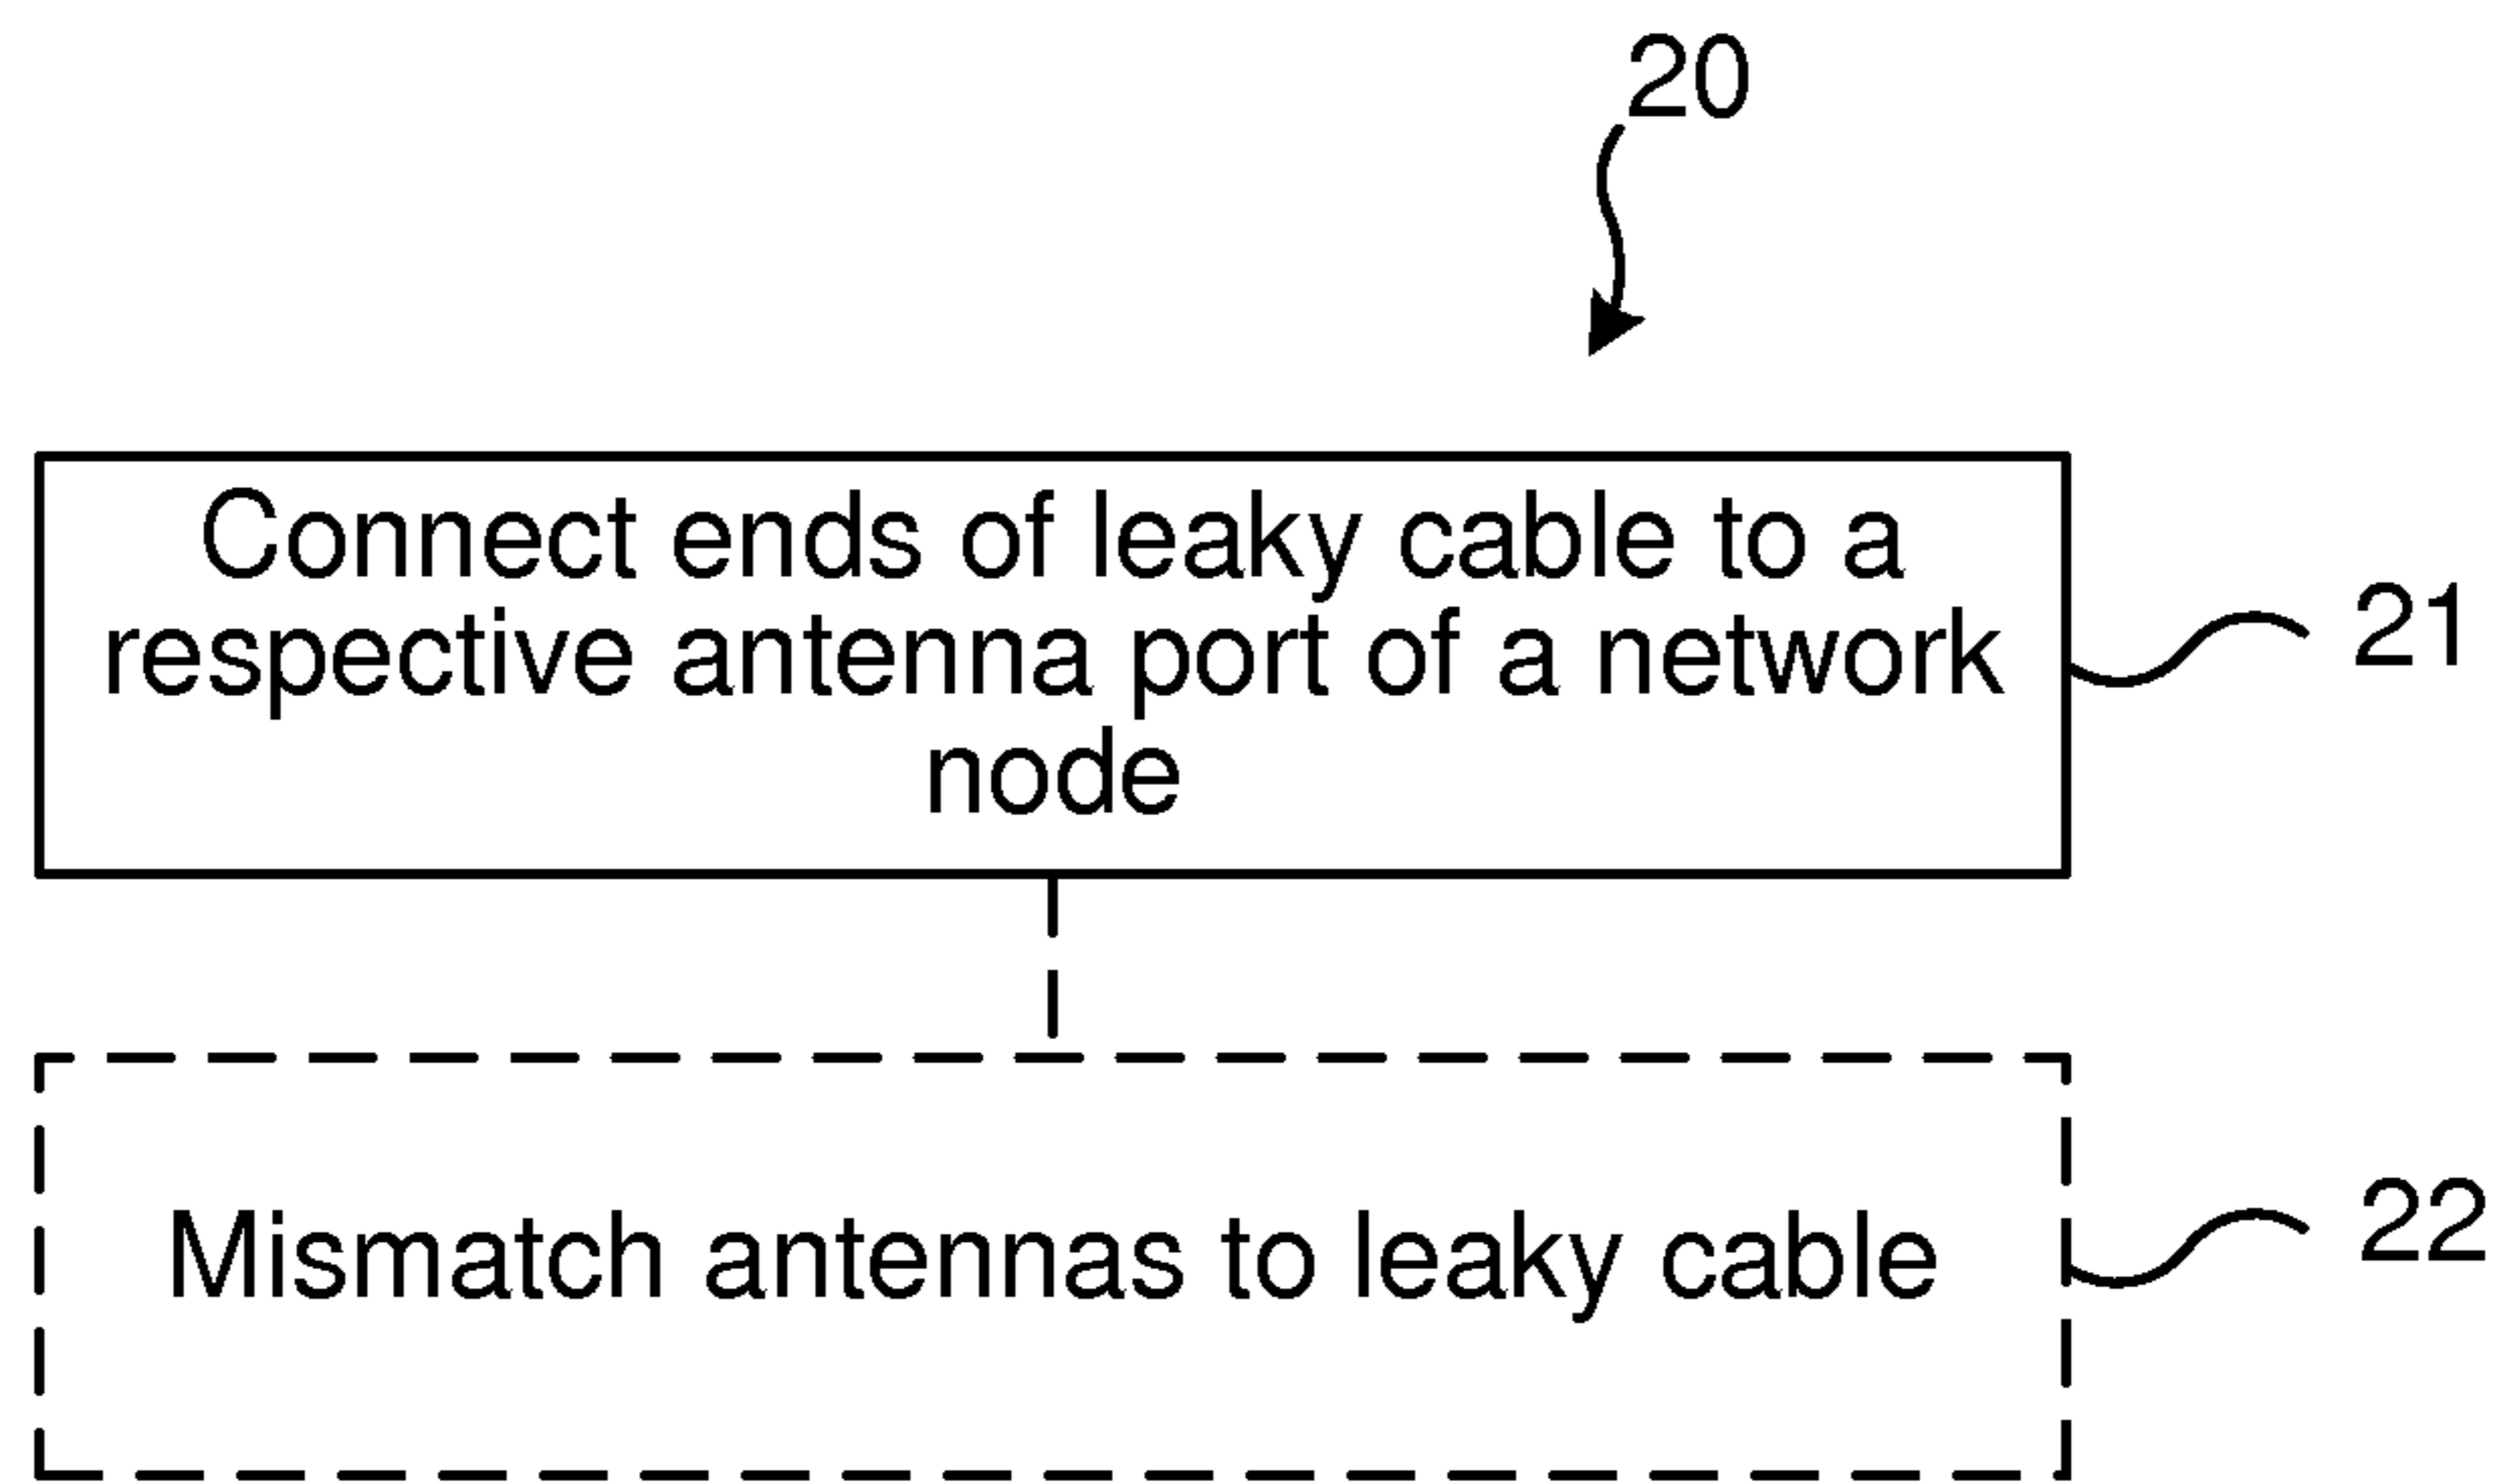 20
Connect ends of leaky cable to a
respective antenna port of a network
node
21
Mismatch antennas to leaky cable
22